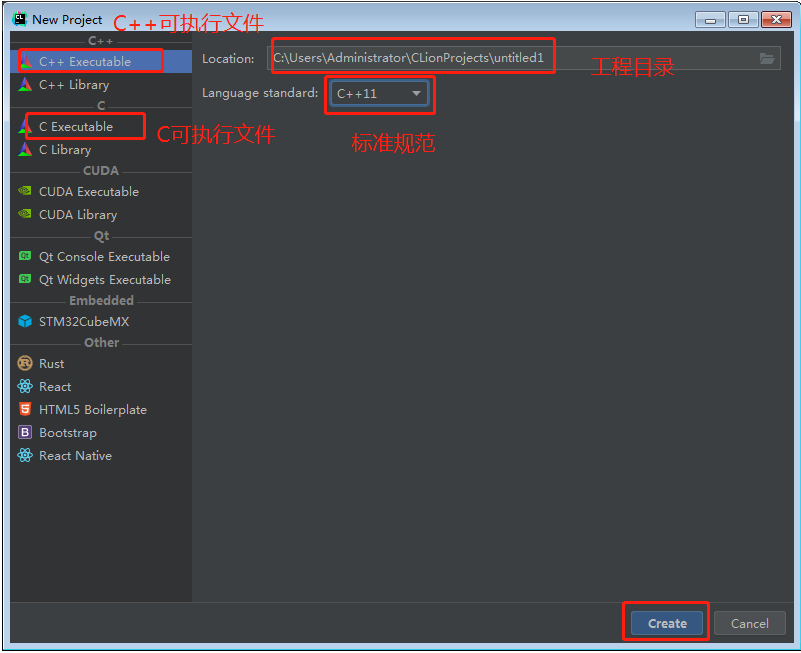 New Project
C++可执行文件
C++
C++ Executable
C++ Library
C
C Executable
C可执行文件
C Library
CUDA
CUDA Executable
CUDA Library
Qt
Qt Console Executable
Qt Widgets Executable
Embedded
STM32CubeMX
Other
Rust
React
HTML5 Boilerplate
Bootstrap
React Native
Location: C:\Users\Administrator\CLionProjects\untitled1
工程目录
Language standard: C++11
标准规范
Create Cancel